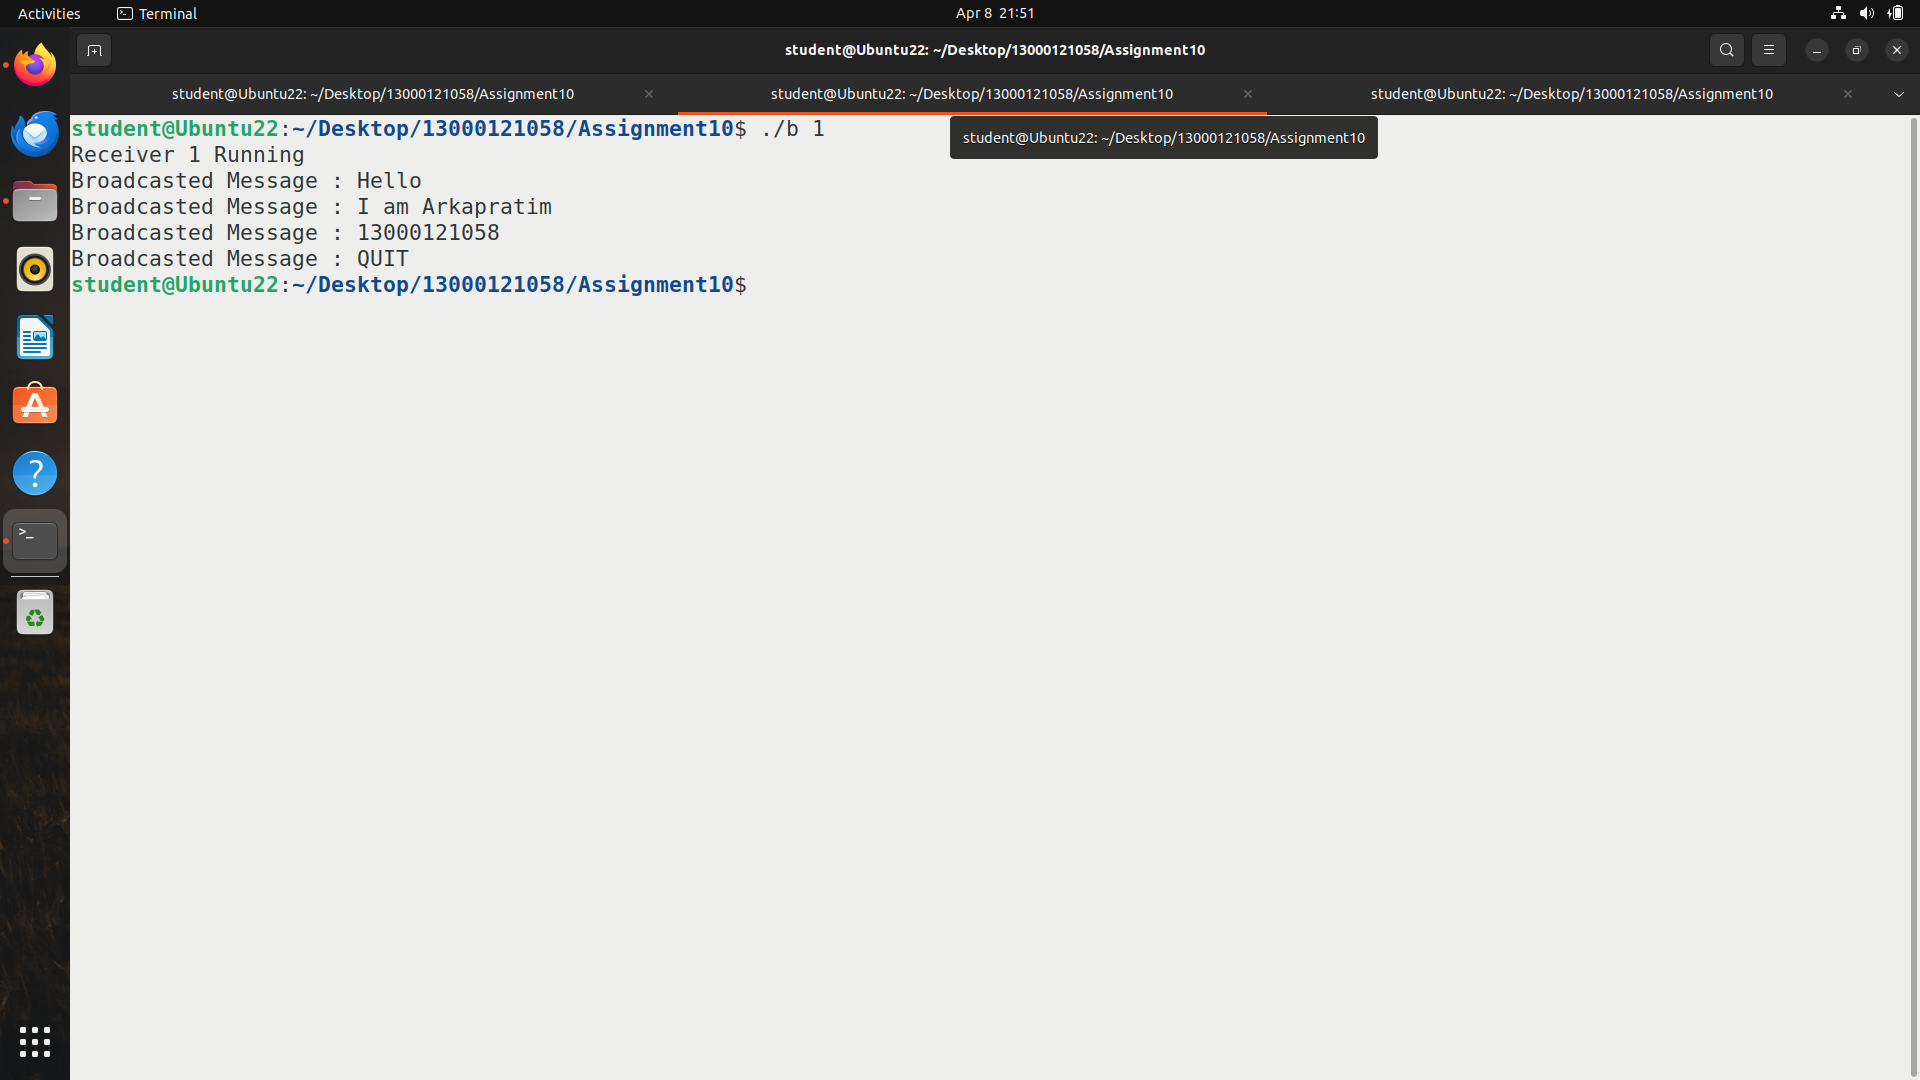 Activities
Terminal
Apr 8 21:51
student@Ubuntu22: ~/Desktop/13000121058/Assignment10
student@Ubuntu22: ~/Desktop/13000121058/Assignment10
student@Ubuntu22: ~/Desktop/13000121058/Assignment10
student@Ubuntu22: ~/Desktop/13000121058/Assignment10
student@Ubuntu22:~/Desktop/13000121058/Assignment10$ ./b 1
student@Ubuntu22: ~/Desktop/13000121058/Assignment10
Receiver 1 Running
Broadcasted Message : Hello
Broadcasted Message : I am Arkapratim
Broadcasted Message : 13000121058
Broadcasted Message : QUIT
student@Ubuntu22:~/Desktop/13000121058/Assignment10$